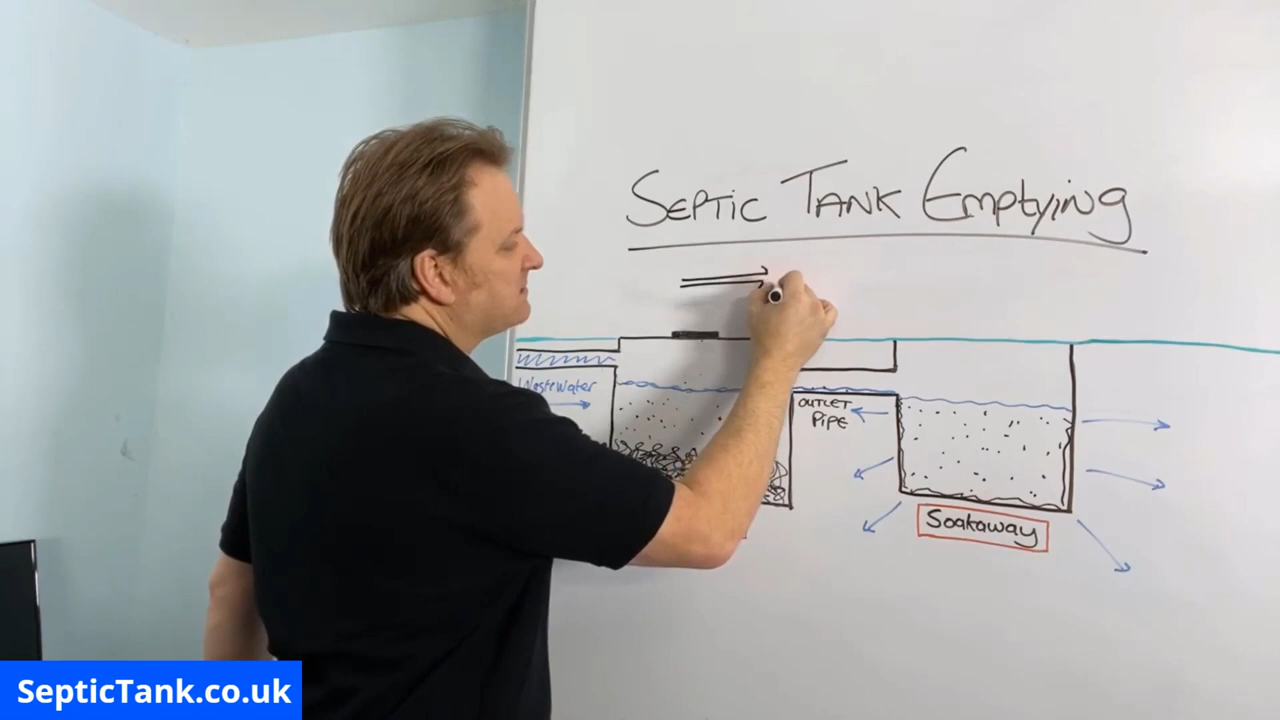 SEPTIC TANK Emptying
Wastewater
OUTLET
PiPE
Soakaway
SepticTank.co.uk